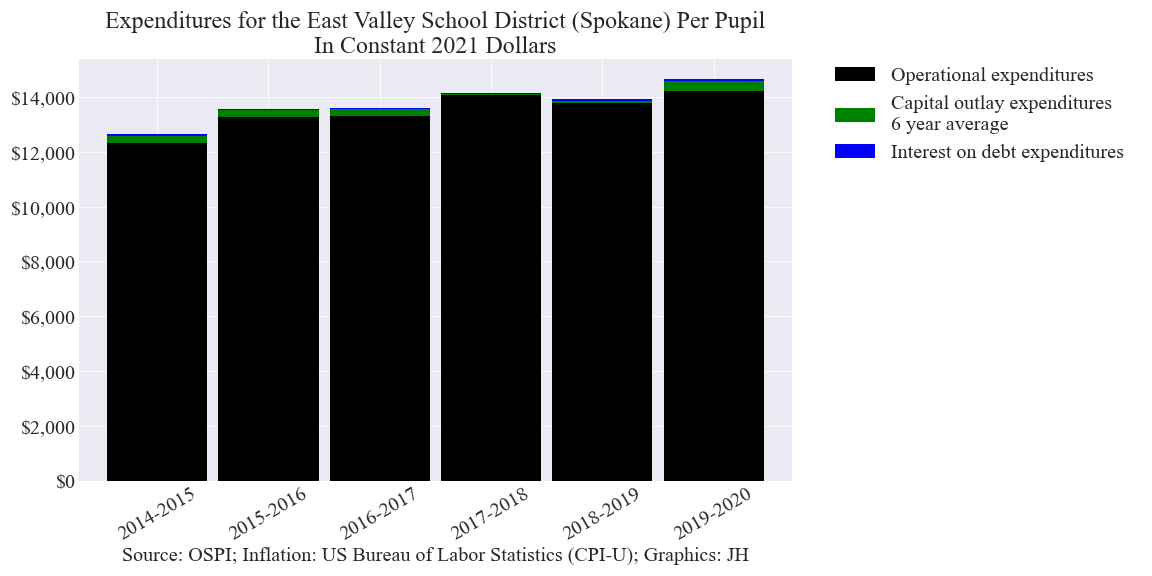 Expenditures for the East Valley School District (Spokane) Per Pupil
In Constant 2021 Dollars
Operational expenditures
Capital outlay expenditures
6 year average
Interest on debt expenditures
$14,000
$12,000
$10,000
$8,000
$6,000
$4,000
$2,000
$0
2014-2015
2015-2016
2016-2017
2017-2018
2018-2019
2019-2020
Source: OSPI; Inflation: US Bureau of Labor Statistics (CPI-U); Graphics: JH